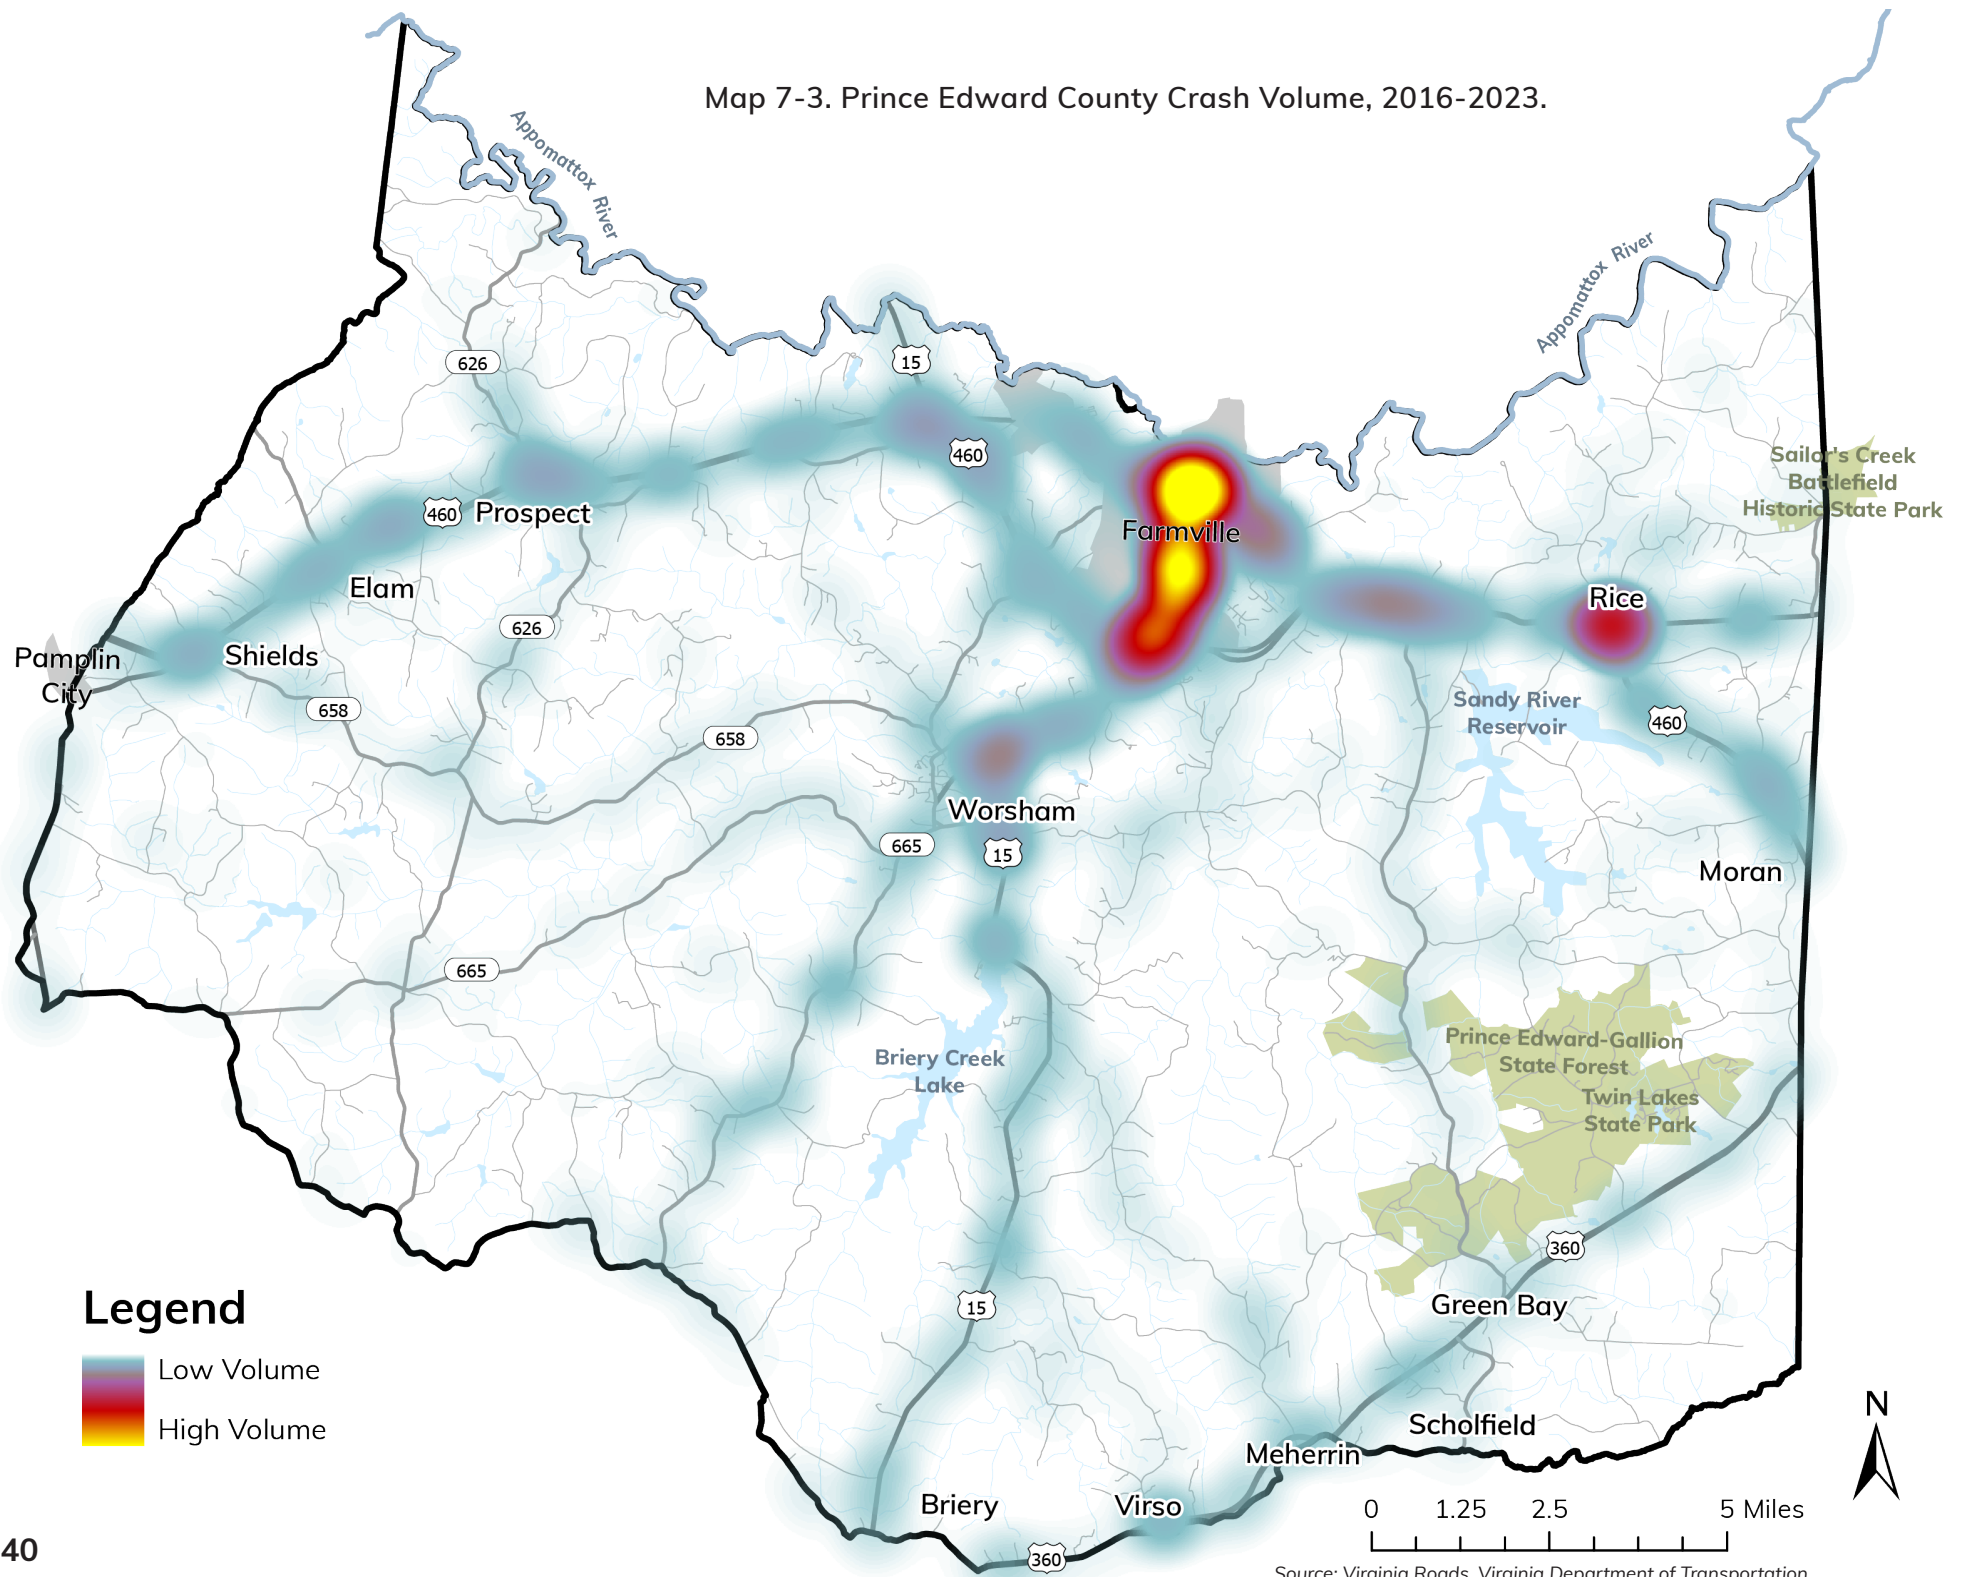 Map 7-3. Prince Edward County Crash Volume, 2016-2023.
Appomattox River
Appomattox River
626
15
460
Sailor's Creek
Battlefield
Historic State Park
460
Prospect
Farmville
Elam
Rice
626
Pamplin
City
Shields
658
658
Sandy River
Reservoir
460
Worsham
665
15
Moran
665
Briery Creek
Lake
Prince Edward-Gallion
State Forest
Twin Lakes
State Park
360
Green Bay
15
Legend
Low Volume
High Volume
Scholfield
Meherrin
Briery
Virso
360
N
0 1.25 2.5 5 Miles
40
Source: Virginia Roads, Virginia Department of Transportation